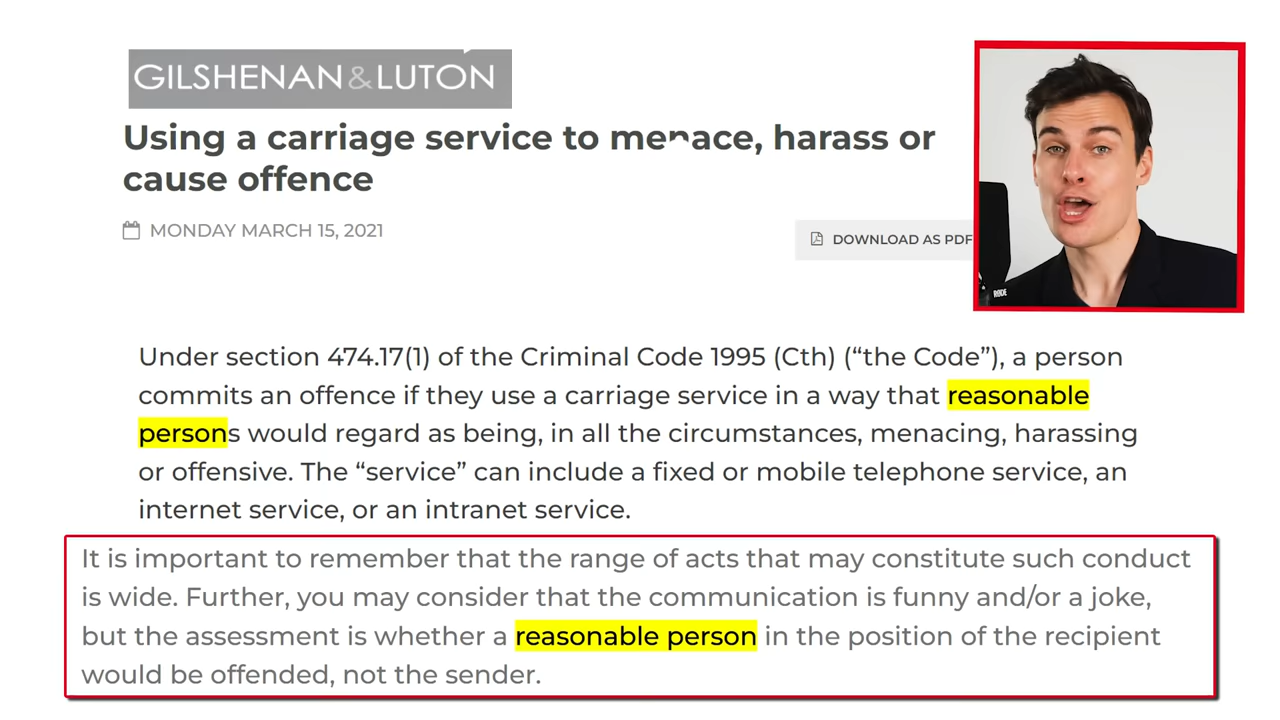 GILSHENAN&LUTON
Using a carriage service to menace, harass or
cause offence
MONDAY MARCH 15, 2021
DOWNLOAD AS PDF
RØDE
Under section 474.17(1) of the Criminal Code 1995 (Cth) (“the Code”), a person
commits an offence if they use a carriage service in a way that reasonable
persons would regard as being, in all the circumstances, menacing, harassing
or offensive. The “service” can include a fixed or mobile telephone service, an
internet service, or an intranet service.
It is important to remember that the range of acts that may constitute such conduct
is wide. Further, you may consider that the communication is funny and/or a joke,
but the assessment is whether a reasonable person in the position of the recipient
would be offended, not the sender.